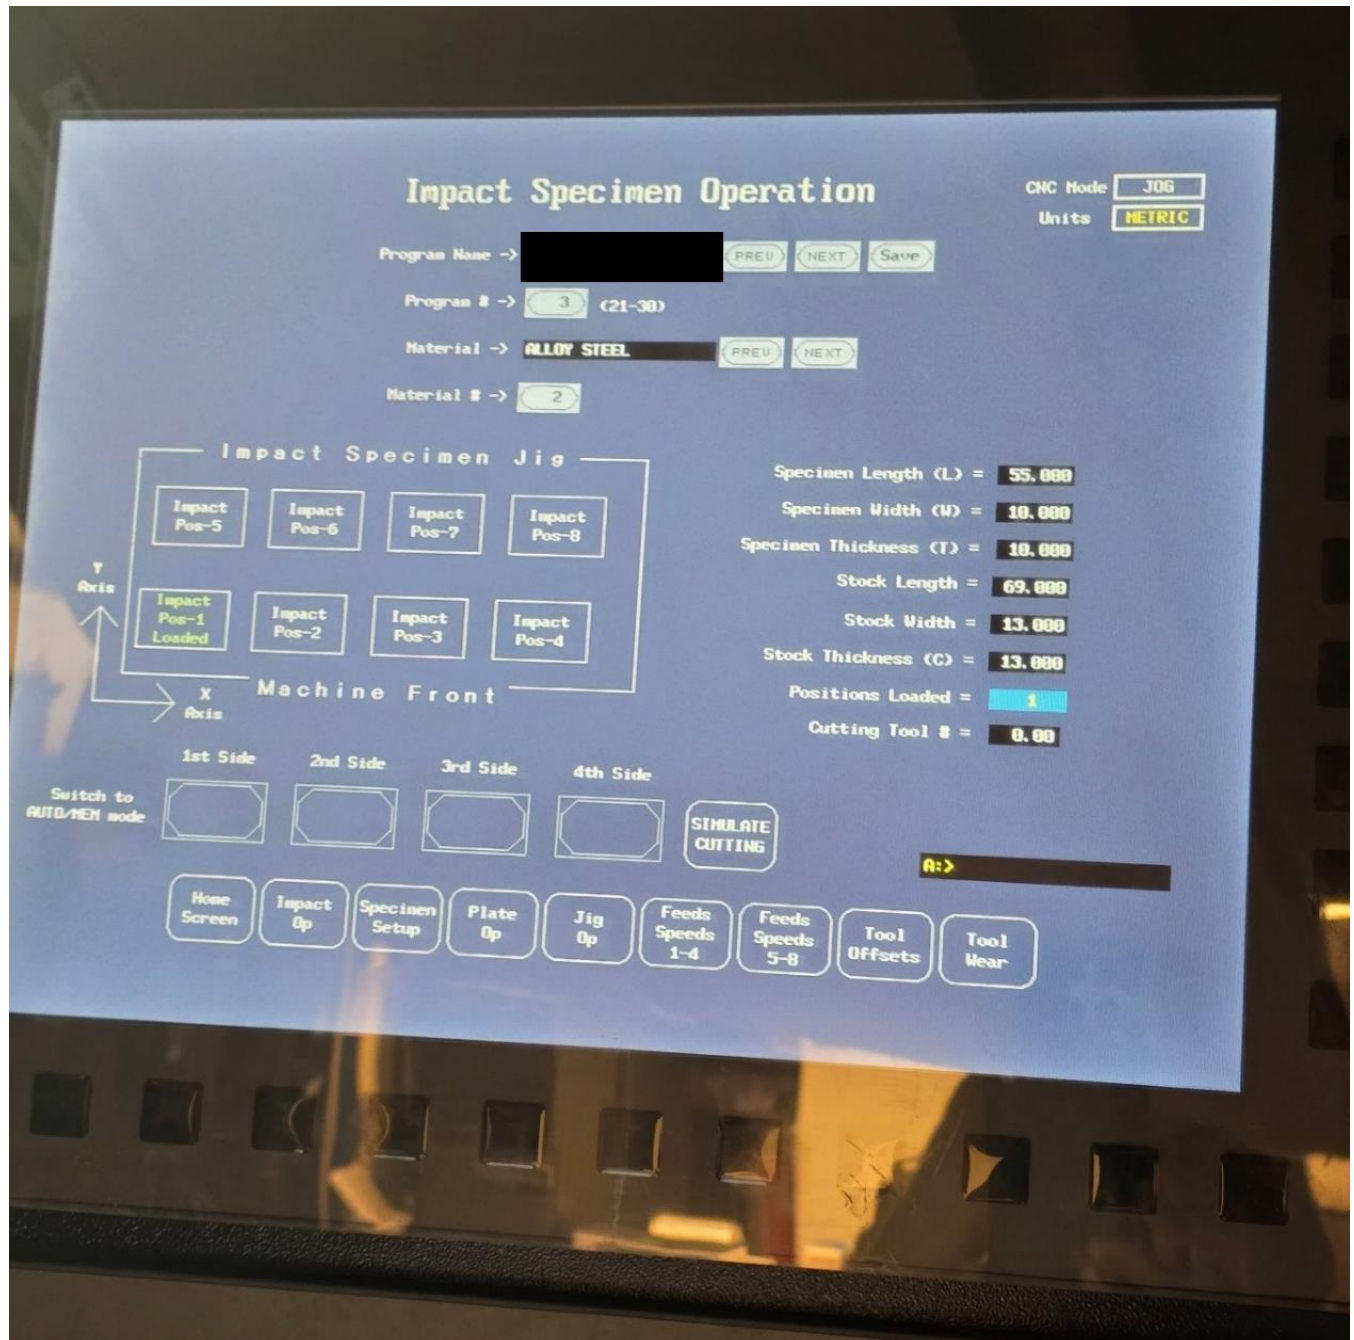 Impact Specimen Operation
CNC Mode JOG
Units METRIC
Program Name -> PREV NEXT Save
Program # -> 3 (21-30)
Material -> ALLOY STEEL PREV NEXT
Material # -> 2
Impact Specimen Jig
Impact Pos-5
Impact Pos-6
Impact Pos-7
Impact Pos-8
Y Axis
Impact Pos-1 Loaded
Impact Pos-2
Impact Pos-3
Impact Pos-4
Machine Front
X Axis
Specimen Length (L) = 55.000
Specimen Width (W) = 10.000
Specimen Thickness (T) = 10.000
Stock Length = 69.000
Stock Width = 13.000
Stock Thickness (C) = 13.000
Positions Loaded = 1
Cutting Tool # = 0.00
1st Side 2nd Side 3rd Side 4th Side
Switch to
AUTO/MEM mode
SIMULATE
CUTTING
A:>
Home Screen
Impact Op
Specimen Setup
Plate Op
Jig Op
Feeds Speeds 1-4
Feeds Speeds 5-8
Tool Offsets
Tool Wear